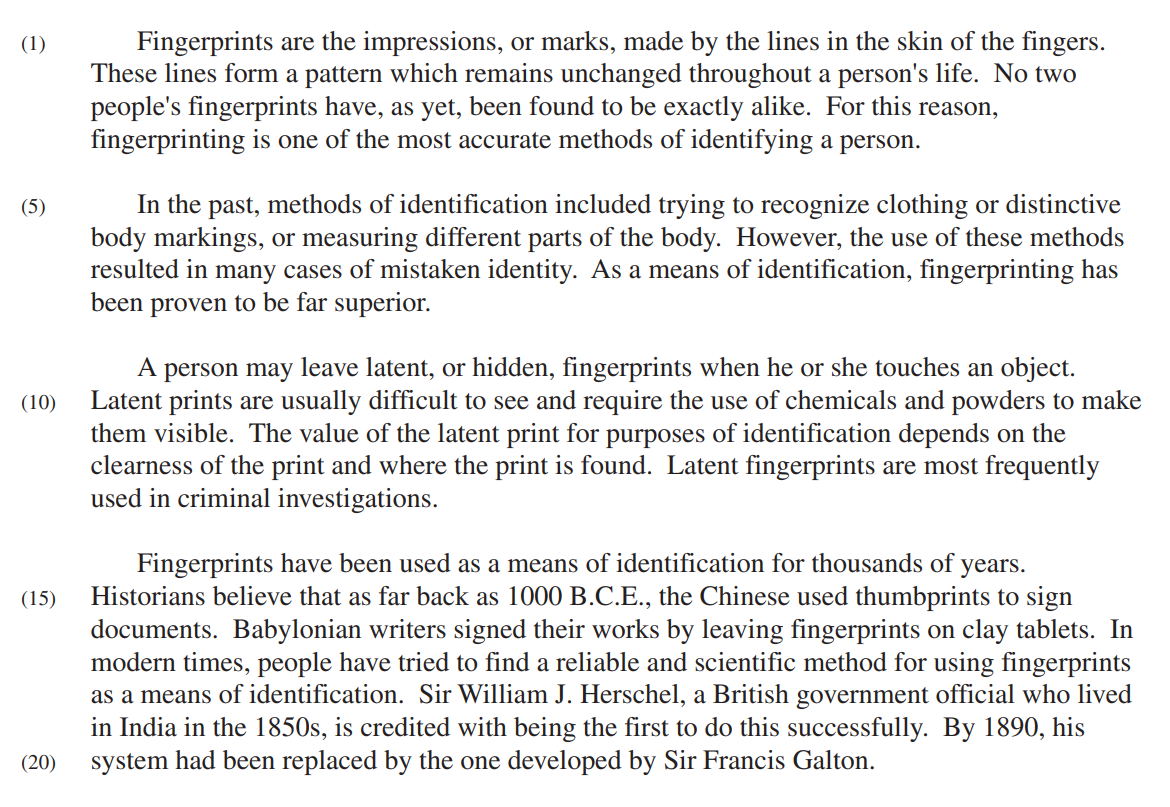 (1) Fingerprints are the impressions, or marks, made by the lines in the skin of the fingers.
These lines form a pattern which remains unchanged throughout a person's life. No two
people's fingerprints have, as yet, been found to be exactly alike. For this reason,
fingerprinting is one of the most accurate methods of identifying a person.
(5) In the past, methods of identification included trying to recognize clothing or distinctive
body markings, or measuring different parts of the body. However, the use of these methods
resulted in many cases of mistaken identity. As a means of identification, fingerprinting has
been proven to be far superior.
A person may leave latent, or hidden, fingerprints when he or she touches an object.
(10) Latent prints are usually difficult to see and require the use of chemicals and powders to make
them visible. The value of the latent print for purposes of identification depends on the
clearness of the print and where the print is found. Latent fingerprints are most frequently
used in criminal investigations.
Fingerprints have been used as a means of identification for thousands of years.
(15) Historians believe that as far back as 1000 B.C.E., the Chinese used thumbprints to sign
documents. Babylonian writers signed their works by leaving fingerprints on clay tablets. In
modern times, people have tried to find a reliable and scientific method for using fingerprints
as a means of identification. Sir William J. Herschel, a British government official who lived
in India in the 1850s, is credited with being the first to do this successfully. By 1890, his
(20) system had been replaced by the one developed by Sir Francis Galton.